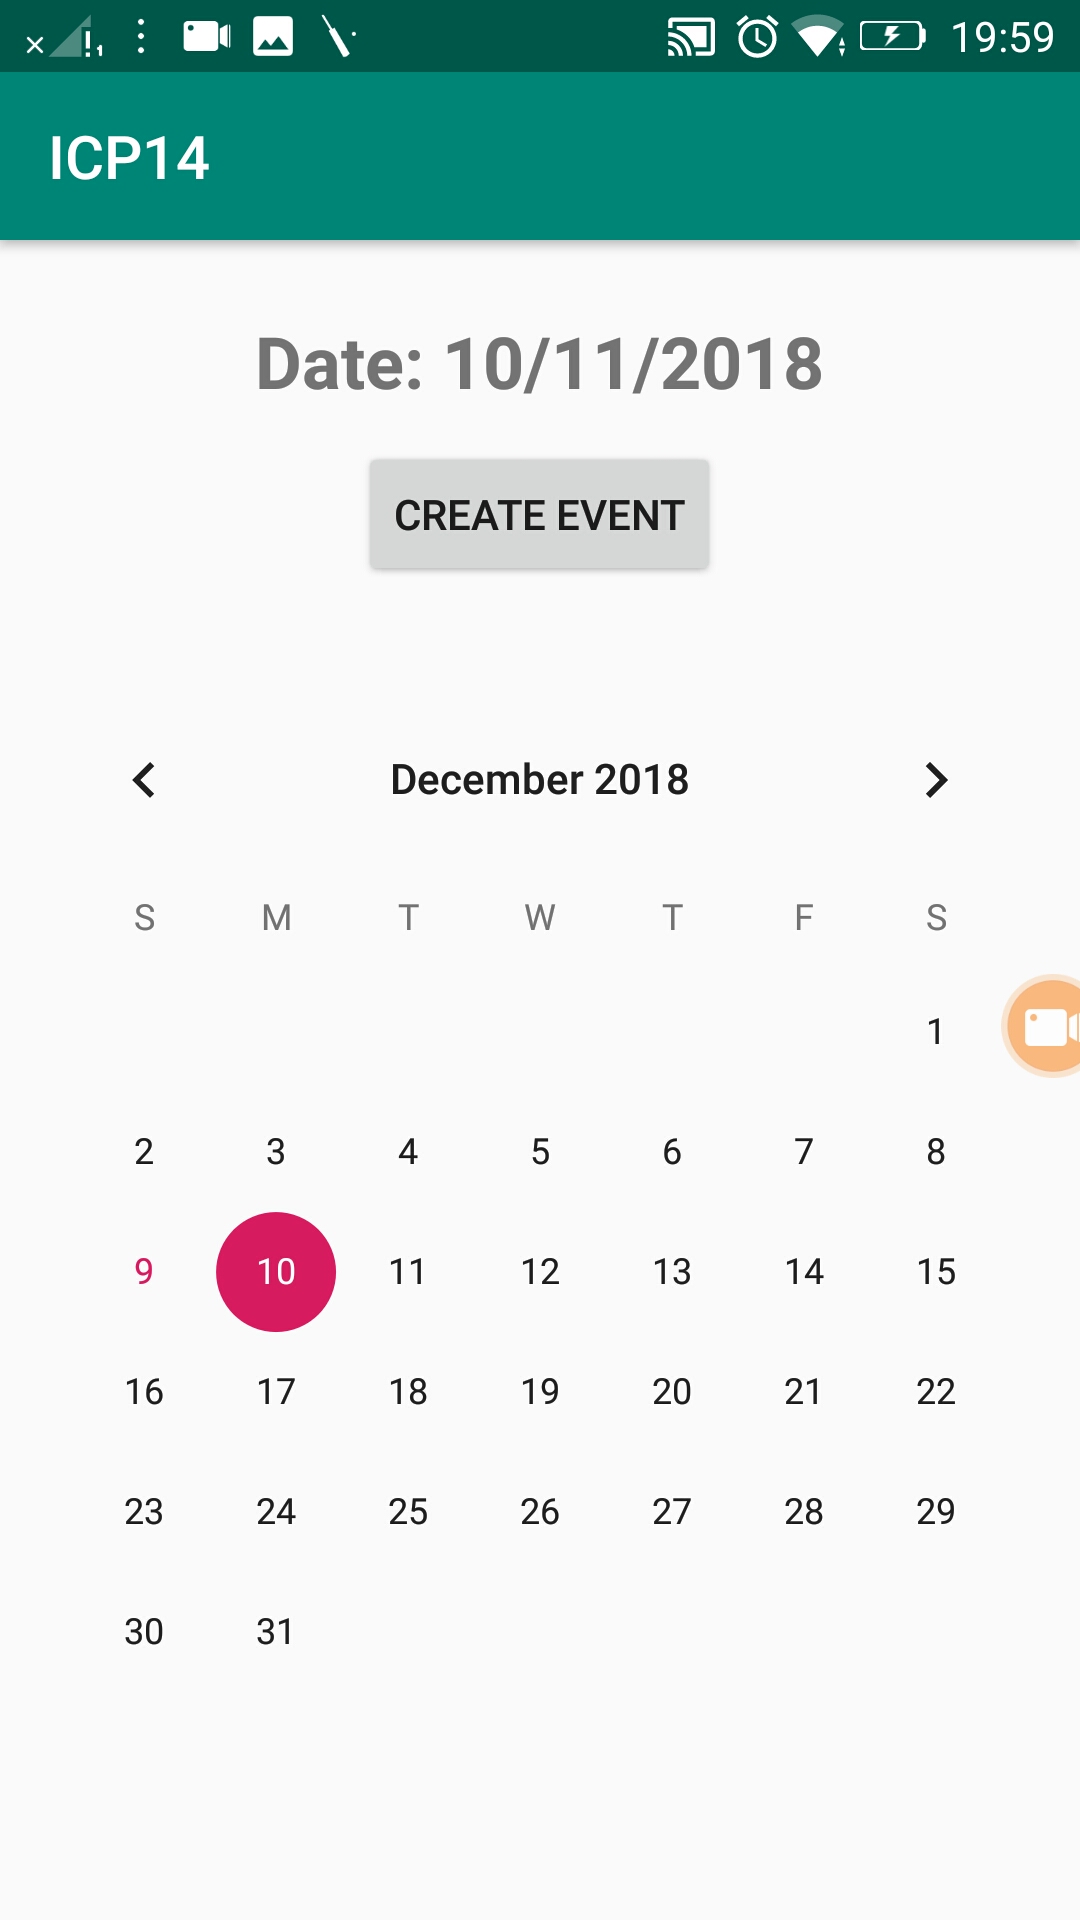 19:59
ICP14
Date: 10/11/2018
CREATE EVENT
December 2018
S M T W T F S
1
2 3 4 5 6 7 8
9 10 11 12 13 14 15
16 17 18 19 20 21 22
23 24 25 26 27 28 29
30 31